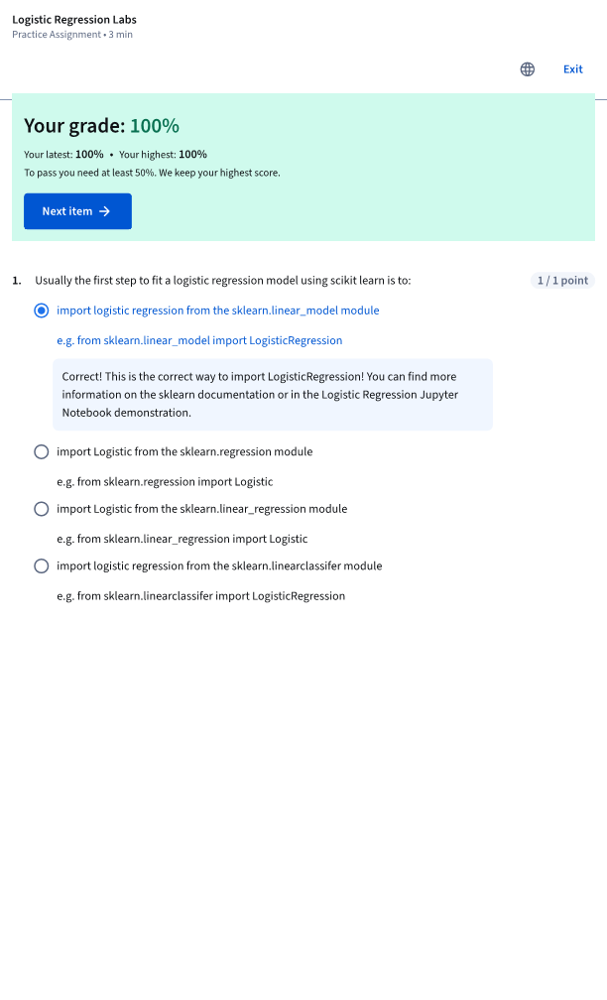 Logistic Regression Labs
Practice Assignment • 3 min
Exit
Your grade: 100%
Your latest: 100% • Your highest: 100%
To pass you need at least 50%. We keep your highest score.
Next item →
1. Usually the first step to fit a logistic regression model using scikit learn is to:
1 / 1 point
import logistic regression from the sklearn.linear_model module
e.g. from sklearn.linear_model import LogisticRegression
Correct! This is the correct way to import LogisticRegression! You can find more
information on the sklearn documentation or in the Logistic Regression Jupyter
Notebook demonstration.
import Logistic from the sklearn.regression module
e.g. from sklearn.regression import Logistic
import Logistic from the sklearn.linear_regression module
e.g. from sklearn.linear_regression import Logistic
import logistic regression from the sklearn.linearclassifer module
e.g. from sklearn.linearclassifer import LogisticRegression